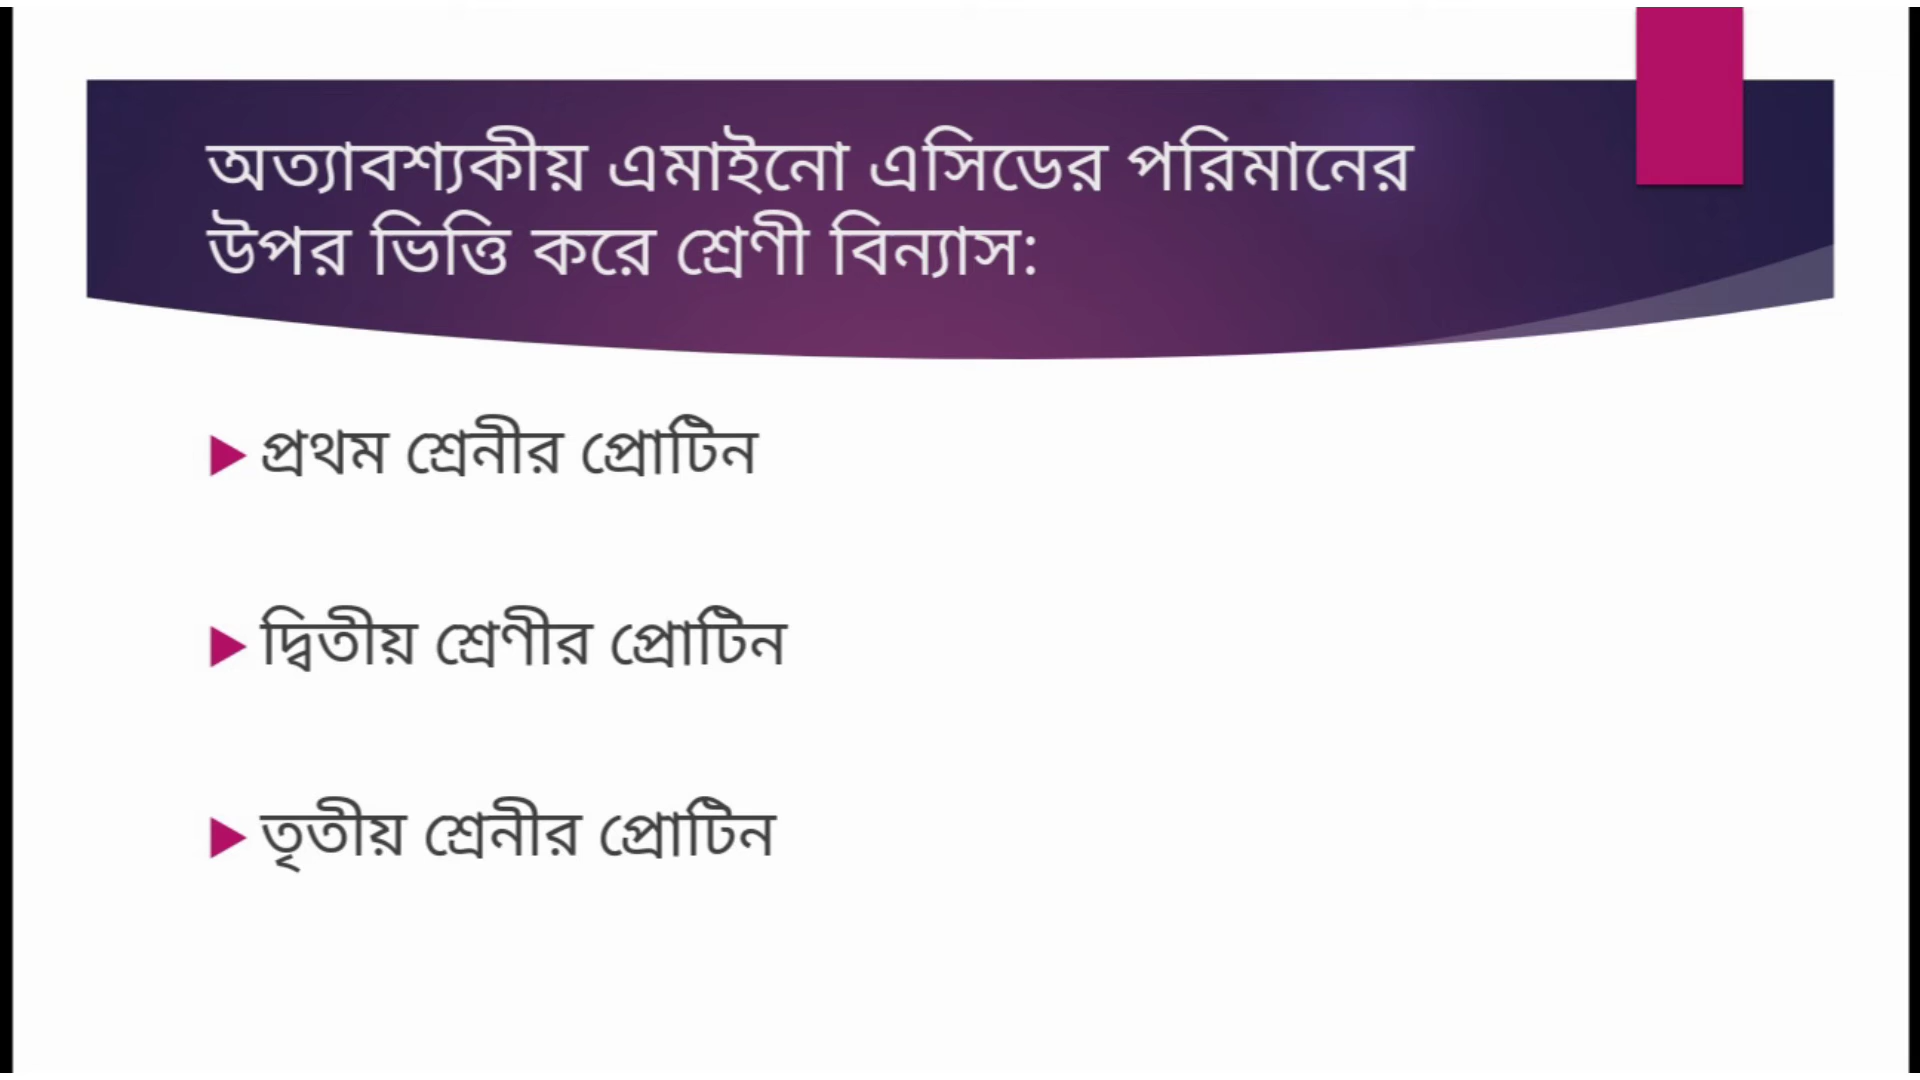 অত্যাবশ্যকীয় এমাইনো এসিডের পরিমানের
উপর ভিত্তি করে শ্রেণী বিন্যাস:
প্রথম শ্রেনীর প্রোটিন
দ্বিতীয় শ্রেণীর প্রোটিন
তৃতীয় শ্রেনীর প্রোটিন